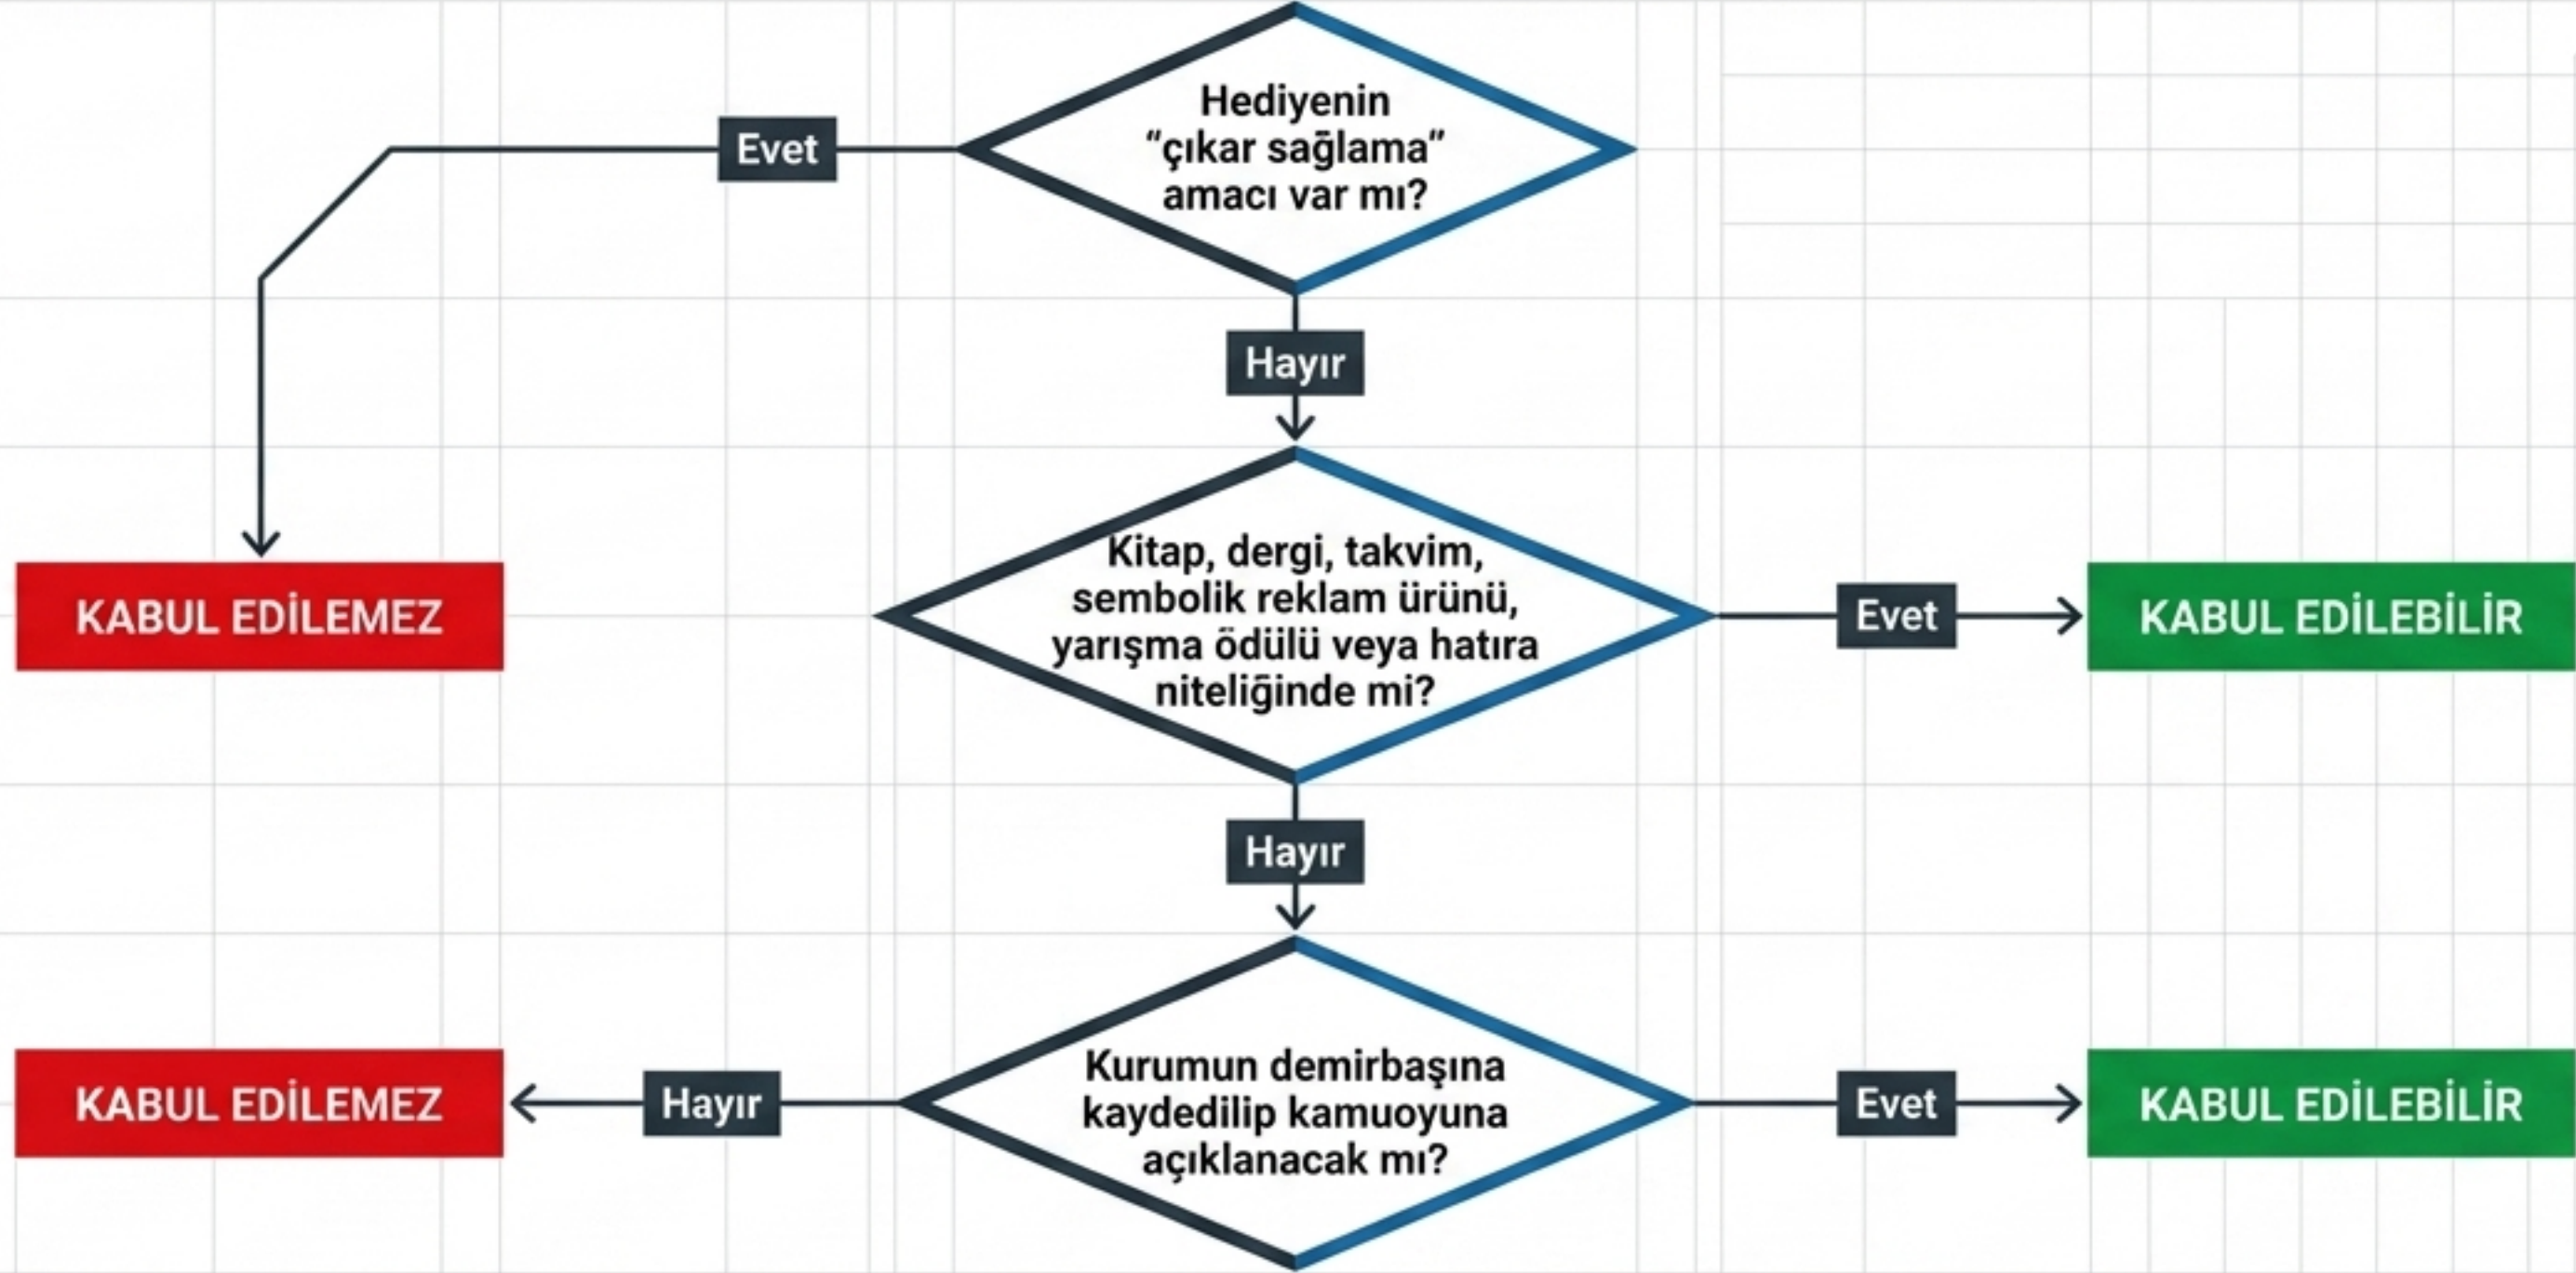 Hediyenin
“çıkar sağlama”
amacı var mı?
Evet
Hayır
KABUL EDİLEMEZ
Kitap, dergi, takvim,
sembolik reklam ürünü,
yarışma ödülü veya hatıra
niteliğinde mi?
Evet
KABUL EDİLEBİLİR
Hayır
KABUL EDİLEMEZ
Hayır
Kurumun demirbaşına
kaydedilip kamuoyuna
açıklanacak mı?
Evet
KABUL EDİLEBİLİR